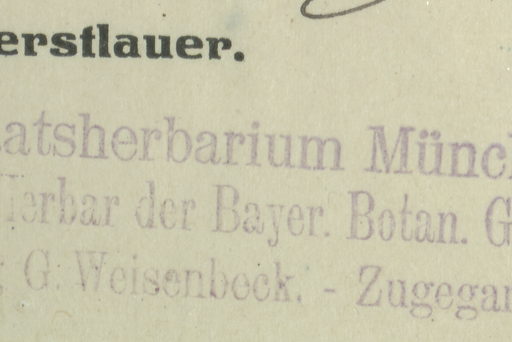 erstlauer.
atsherbarium Münc
Herbar der Bayer. Botan. G
; G. Weisenbeck. - Zugegan